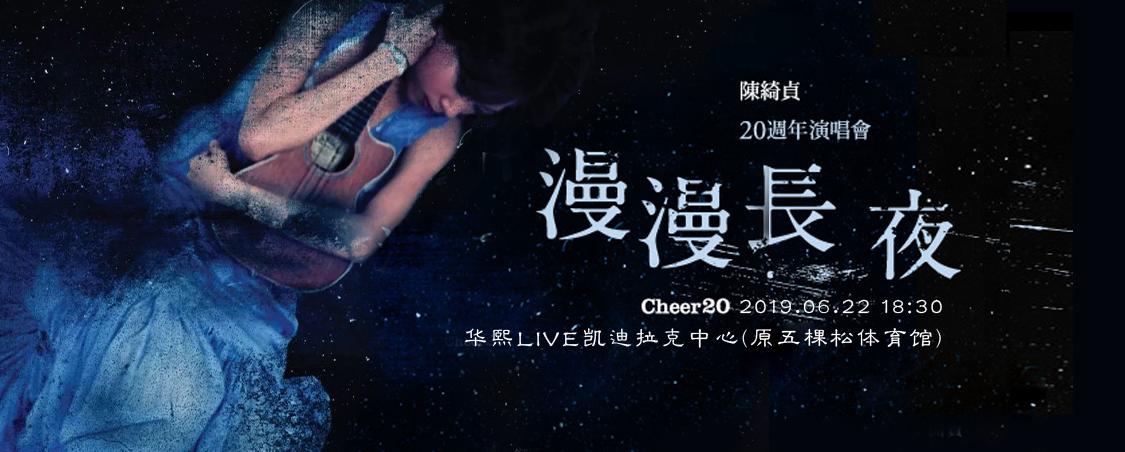 陳綺貞
20週年演唱會
漫漫長夜
Cheer20 2019.06.22 18:30
华熙LIVE凯迪拉克中心(原五棵松体育馆)